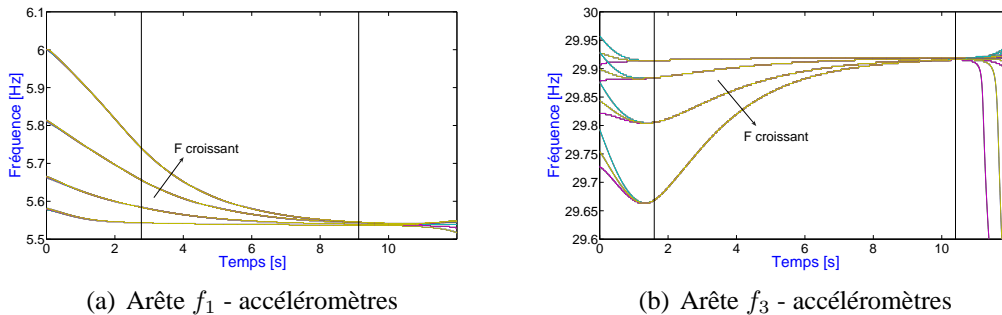 6.1
6
5.9
5.8
5.7
5.6
5.5
0 2 4 6 8 10
Fréquence [Hz]
Temps [s]
F croissant
(a) Arête f₁ - accéléromètres
30
29.95
29.9
29.85
29.8
29.75
29.7
29.65
29.6
0 2 4 6 8 10
Fréquence [Hz]
Temps [s]
F croissant
(b) Arête f₃ - accéléromètres